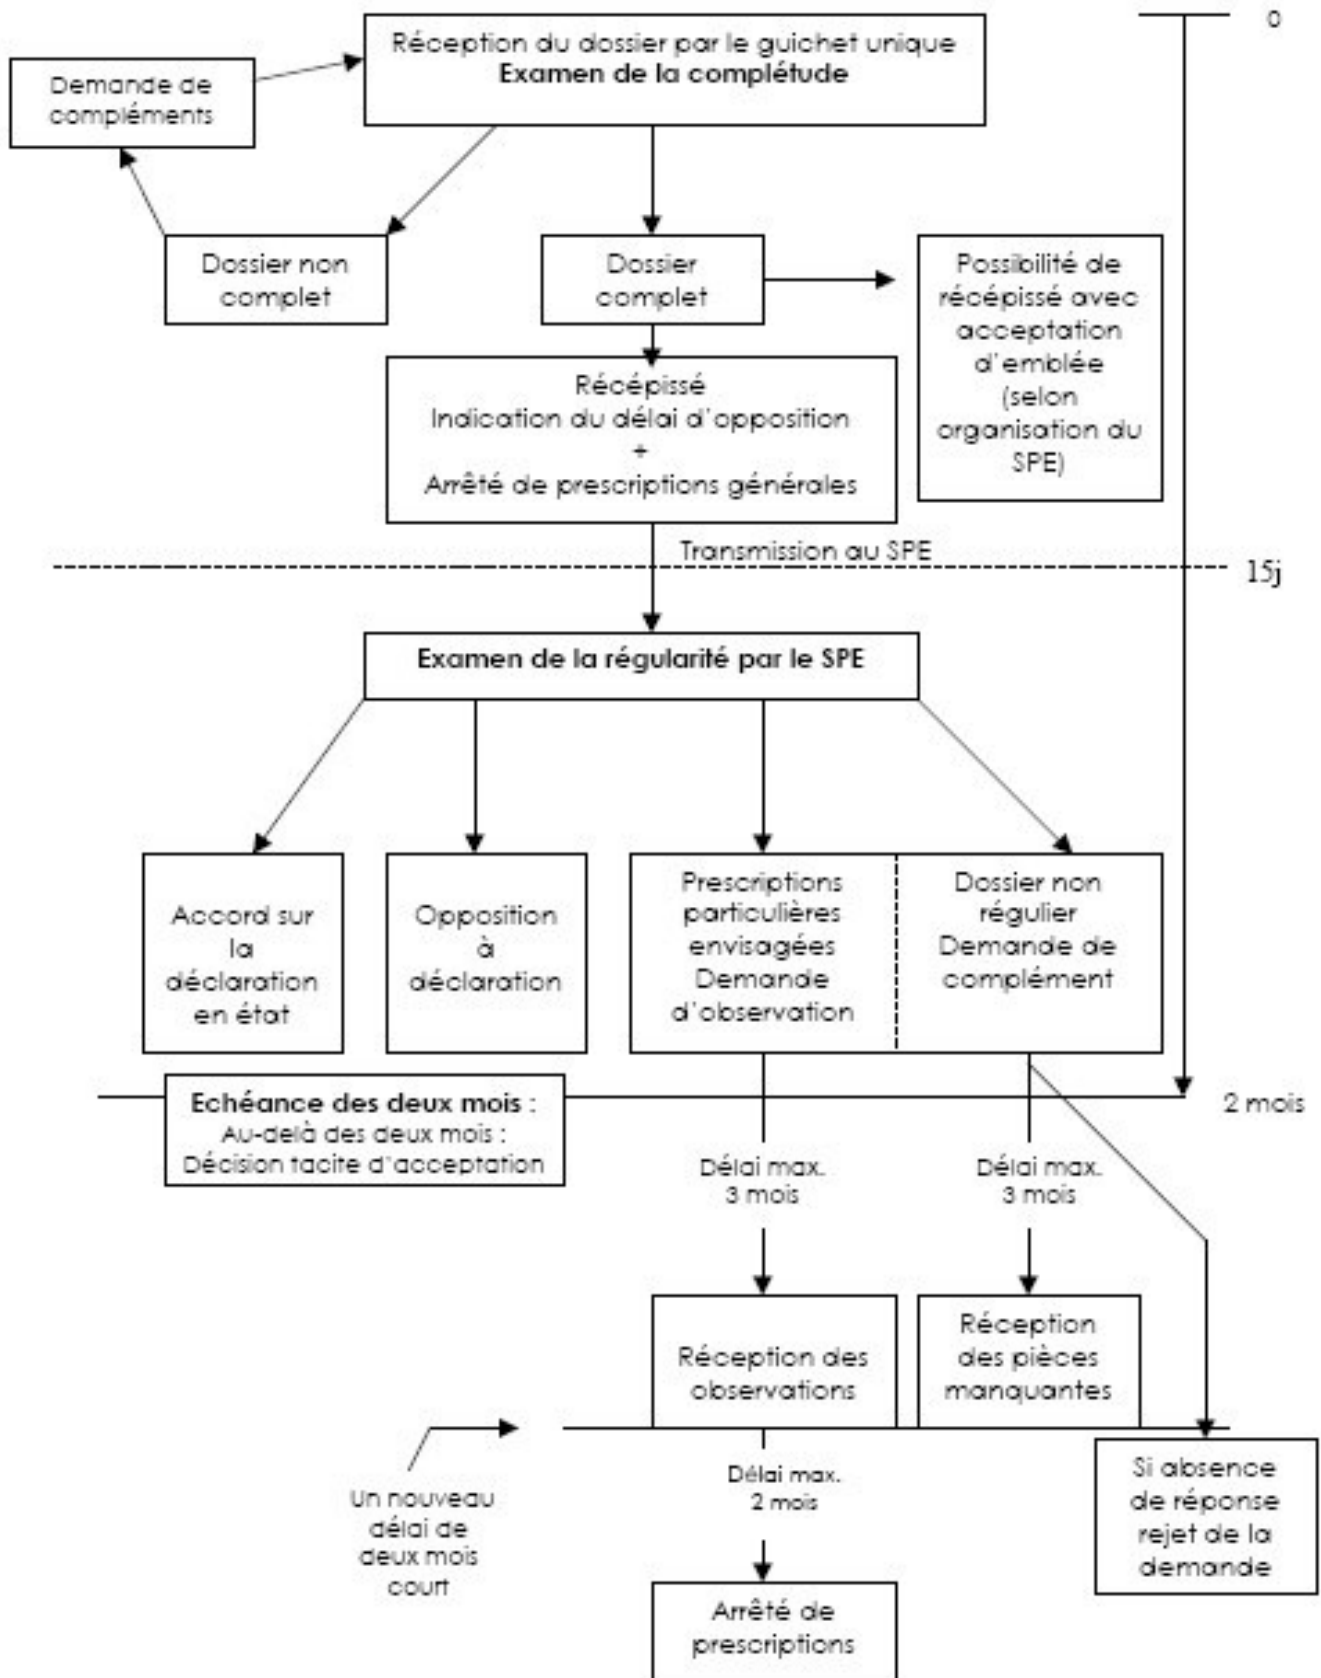 0
Réception du dossier par le guichet unique
Examen de la complétude
Demande de
compléments
Dossier non
complet
Dossier
complet
Possibilité de
récépissé avec
acceptation
d'emblée
(selon
organisation du
SPE)
Récépissé
Indication du délai d'opposition
+
Arrêté de prescriptions générales
Transmission au SPE
15j
Examen de la régularité par le SPE
Accord sur
la
déclaration
en état
Opposition
à
déclaration
Prescriptions
particulières
envisagées
Demande
d'observation
Dossier non
régulier
Demande de
complément
Echéance des deux mois :
Au-delà des deux mois :
Décision tacite d'acceptation
2 mois
Délai max.
3 mois
Délai max.
3 mois
Réception des
observations
Réception
des pièces
manquantes
Un nouveau
délai de
deux mois
court
Délai max.
2 mois
Si absence
de réponse
rejet de la
demande
Arrêté de
prescriptions